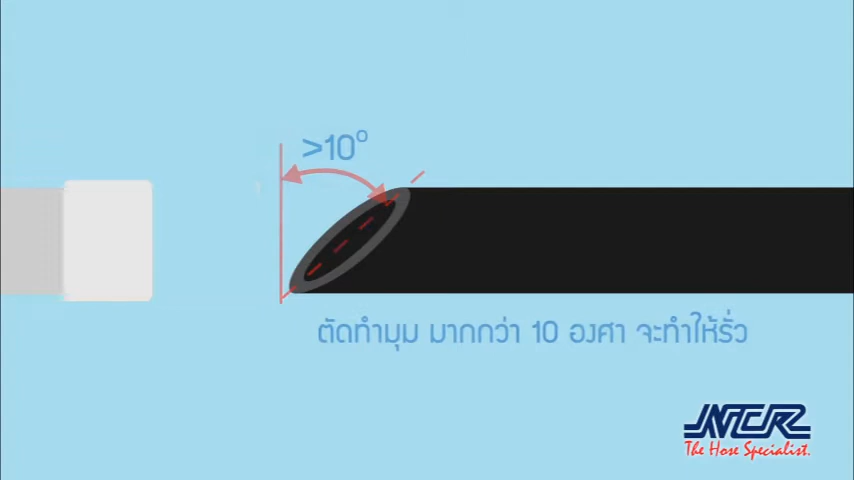 >10°
ตัดทำมุม มากกว่า 10 องศา จะทำให้รั่ว
NCR
The Hose Specialist.